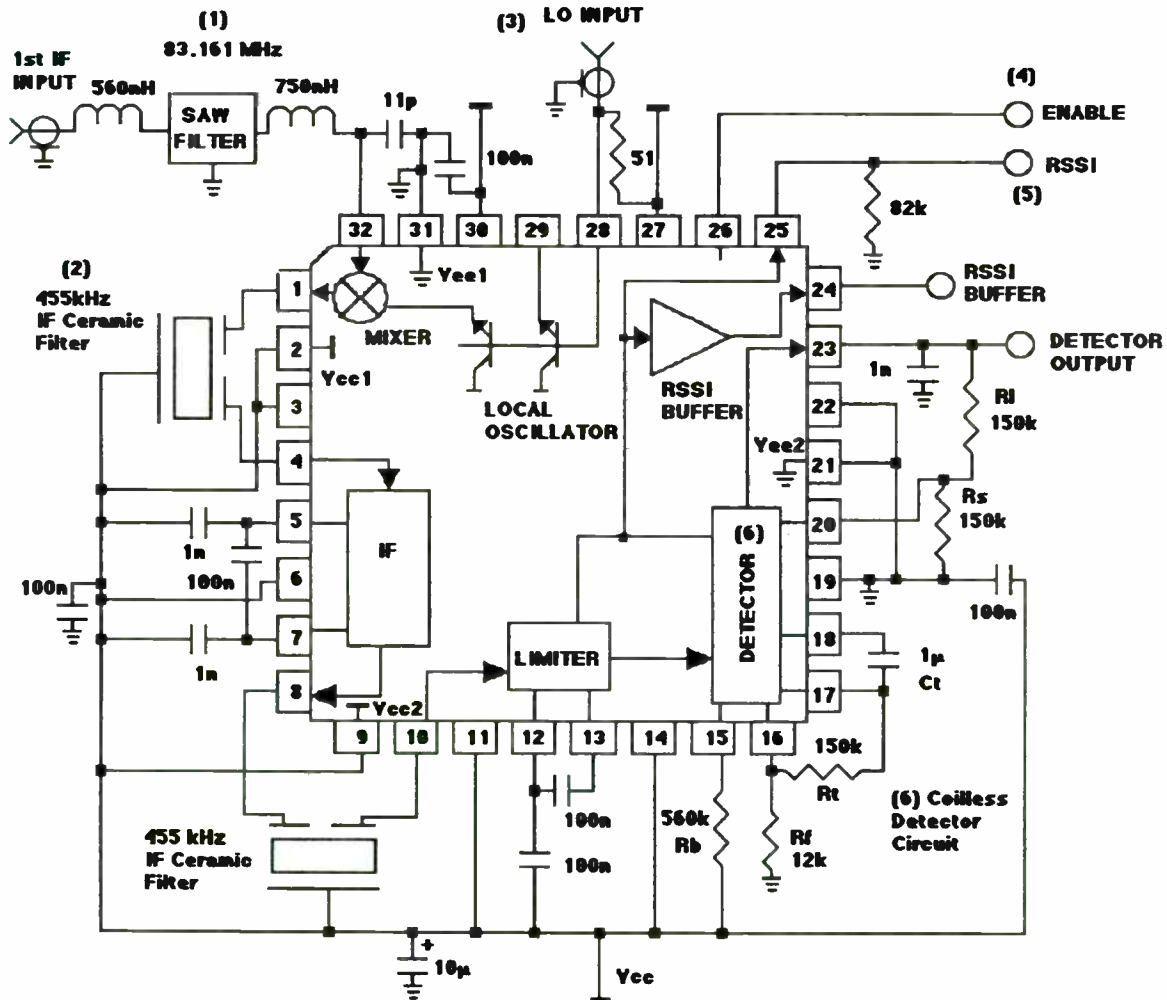 (1)
83.161 MHz
(3) LO INPUT
1st IF
INPUT
560nH
750nH
SAW
FILTER
11p
100n
51
(4)
ENABLE
RSSI
(5)
82k
32
31
30
29
28
27
26
25
Vee1
(2)
455kHz
IF Ceramic
Filter
1
2
3
4
5
6
7
8
MIXER
Vcc1
LOCAL
OSCILLATOR
RSSI
BUFFER
24
RSSI
BUFFER
23
DETECTOR
OUTPUT
1n
22
Rl
150k
Vee2
21
20
Rs
150k
19
100n
18
1µ
Ct
17
IF
1n
100n
100n
1n
(6)
DETECTOR
LIMITER
Vcc2
9
10
11
12
13
14
15
16
150k
Rt
100n
560k
Rb
Rf
12k
(6) Coilless
Detector
Circuit
455 kHz
IF Ceramic
Filter
100n
+
10µ
Vcc